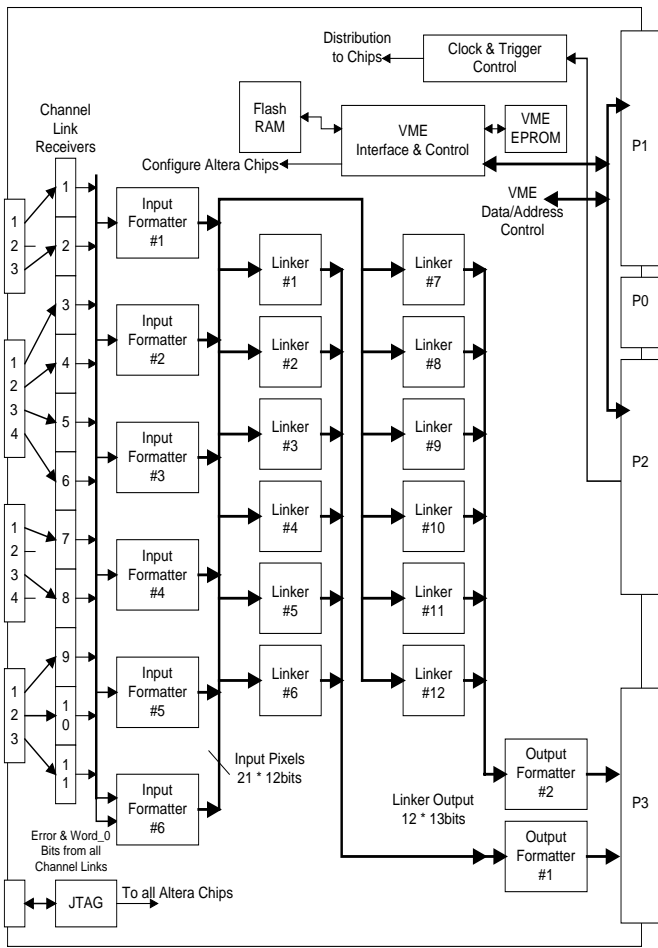 Distribution
to Chips
Clock & Trigger
Control
Flash
RAM
VME
Interface & Control
VME
EPROM
P1
Configure Altera Chips
VME
Data/Address
Control
P0
P2
P3
Channel
Link
Receivers
1
2
3
1
2
3
4
1
2
3
4
1
2
3
1
2
3
4
5
6
7
8
9
1
0
1
1
Input
Formatter
#1
Input
Formatter
#2
Input
Formatter
#3
Input
Formatter
#4
Input
Formatter
#5
Input
Formatter
#6
Linker
#1
Linker
#2
Linker
#3
Linker
#4
Linker
#5
Linker
#6
Linker
#7
Linker
#8
Linker
#9
Linker
#10
Linker
#11
Linker
#12
Input Pixels
21 * 12bits
Linker Output
12 * 13bits
Output
Formatter
#2
Output
Formatter
#1
Error & Word_0
Bits from all
Channel Links
JTAG
To all Altera Chips